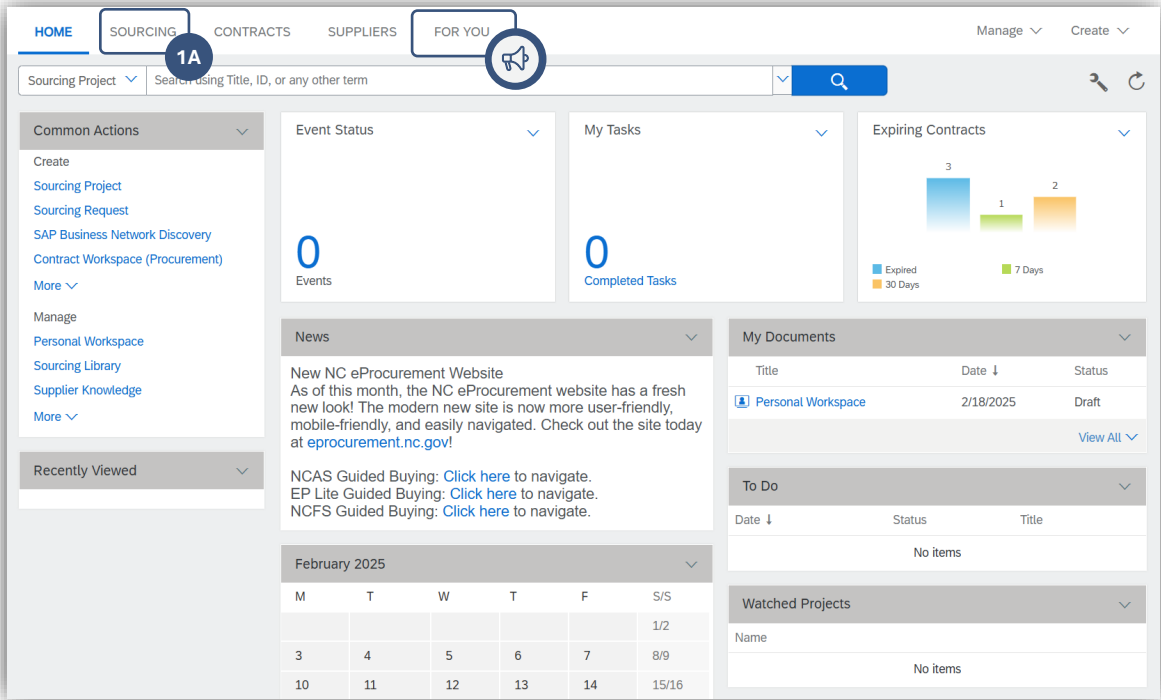 HOME SOURCING CONTRACTS SUPPLIERS FOR YOU Manage Create
1A
Sourcing Project Search using Title, ID, or any other term
Common Actions
Create
Sourcing Project
Sourcing Request
SAP Business Network Discovery
Contract Workspace (Procurement)
More
Manage
Personal Workspace
Sourcing Library
Supplier Knowledge
More
Recently Viewed
Event Status
0
Events
My Tasks
0
Completed Tasks
Expiring Contracts
3
1
2
Expired 7 Days
30 Days
News
New NC eProcurement Website
As of this month, the NC eProcurement website has a fresh
new look! The modern new site is now more user-friendly,
mobile-friendly, and easily navigated. Check out the site today
at eprocurement.nc.gov!
NCAS Guided Buying: Click here to navigate.
EP Lite Guided Buying: Click here to navigate.
NCFS Guided Buying: Click here to navigate.
February 2025
M T W T F S/S
1/2
3 4 5 6 7 8/9
10 11 12 13 14 15/16
My Documents
Title Date ↓ Status
Personal Workspace 2/18/2025 Draft
View All
To Do
Date ↓ Status Title
No items
Watched Projects
Name
No items